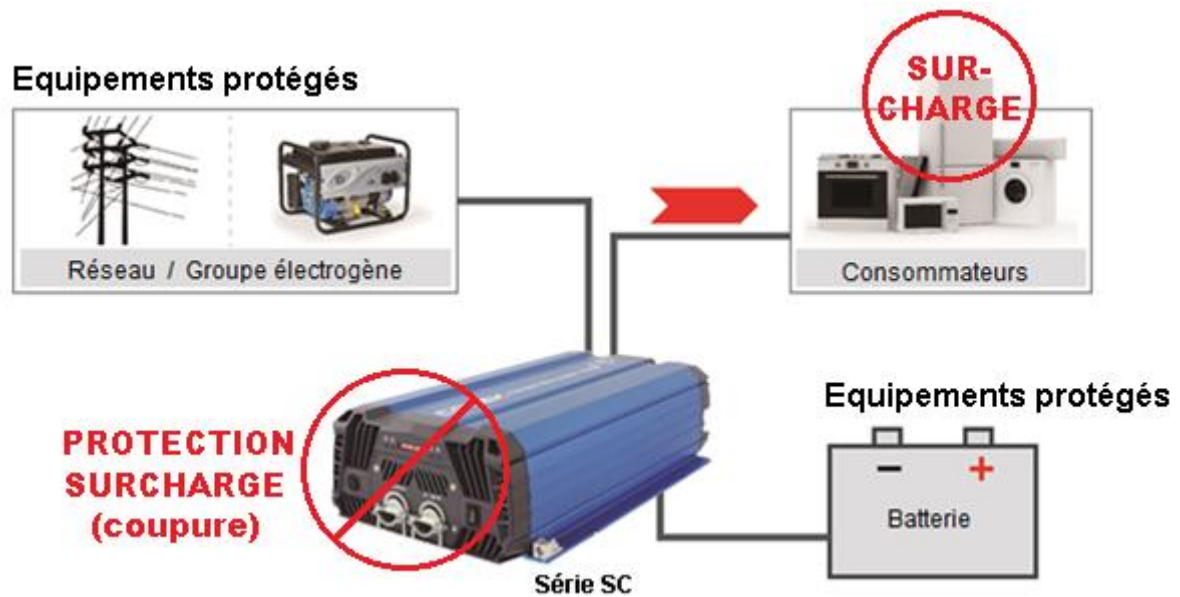 Equipements protégés
SUR-
CHARGE
Réseau / Groupe électrogène
Consommateurs
PROTECTION
SURCHARGE
(coupure)
Equipements protégés
– +
Batterie
Série SC